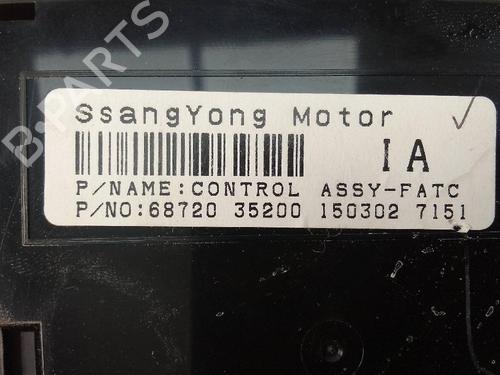 B-PARTS
SsangYong Motor
IA
P/NAME:CONTROL ASSY-FATC
P/NO:68720 35200 150302 7151